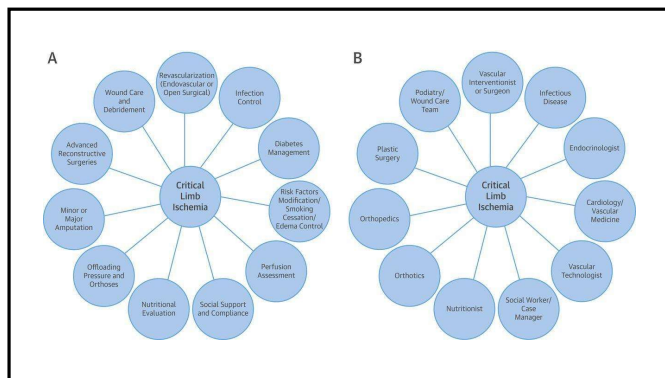 A
Revascularization
(Endovascular or
Open Surgical)
Infection
Control
Diabetes
Management
Risk Factors
Modification/
Smoking
Cessation/
Edema Control
Perfusion
Assessment
Social Support
and Compliance
Nutritional
Evaluation
Offloading
Pressure and
Orthoses
Minor or
Major
Amputation
Advanced
Reconstructive
Surgeries
Wound Care
and
Debridement
Critical
Limb
Ischemia
B
Vascular
Interventionist
or Surgeon
Infectious
Disease
Endocrinologist
Cardiology/
Vascular
Medicine
Vascular
Technologist
Social Worker/
Case
Manager
Nutritionist
Orthotics
Orthopedics
Plastic
Surgery
Podiatry/
Wound Care
Team
Critical
Limb
Ischemia